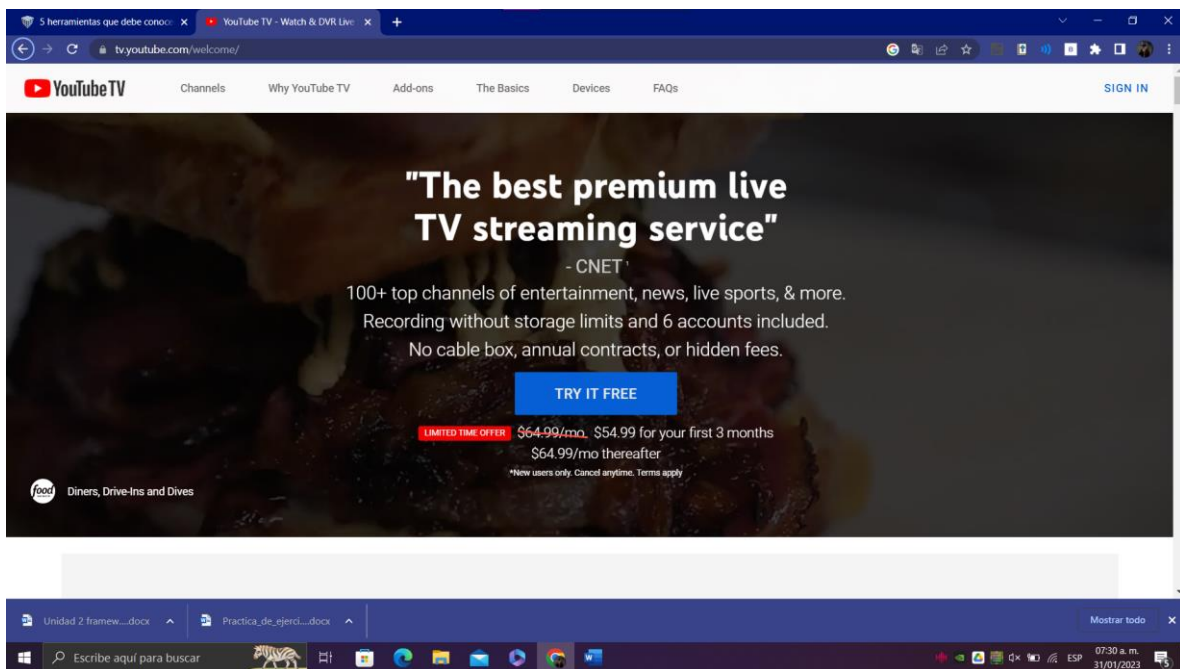 5 herramientas que debe conoce
YouTube TV - Watch & DVR Live
tv.youtube.com/welcome/
YouTube TV
Channels
Why YouTube TV
Add-ons
The Basics
Devices
FAQs
SIGN IN
"The best premium live
TV streaming service"
- CNET
100+ top channels of entertainment, news, live sports, & more.
Recording without storage limits and 6 accounts included.
No cable box, annual contracts, or hidden fees.
TRY IT FREE
LIMITED TIME OFFER $64.99/mo. $54.99 for your first 3 months
$64.99/mo thereafter
*New users only. Cancel anytime. Terms apply
food Diners, Drive-Ins and Dives
Unidad 2 framew....docx
Practica_de_ejerci....docx
Mostrar todo
Escribe aquí para buscar
ESP
07:30 a. m.
31/01/2023